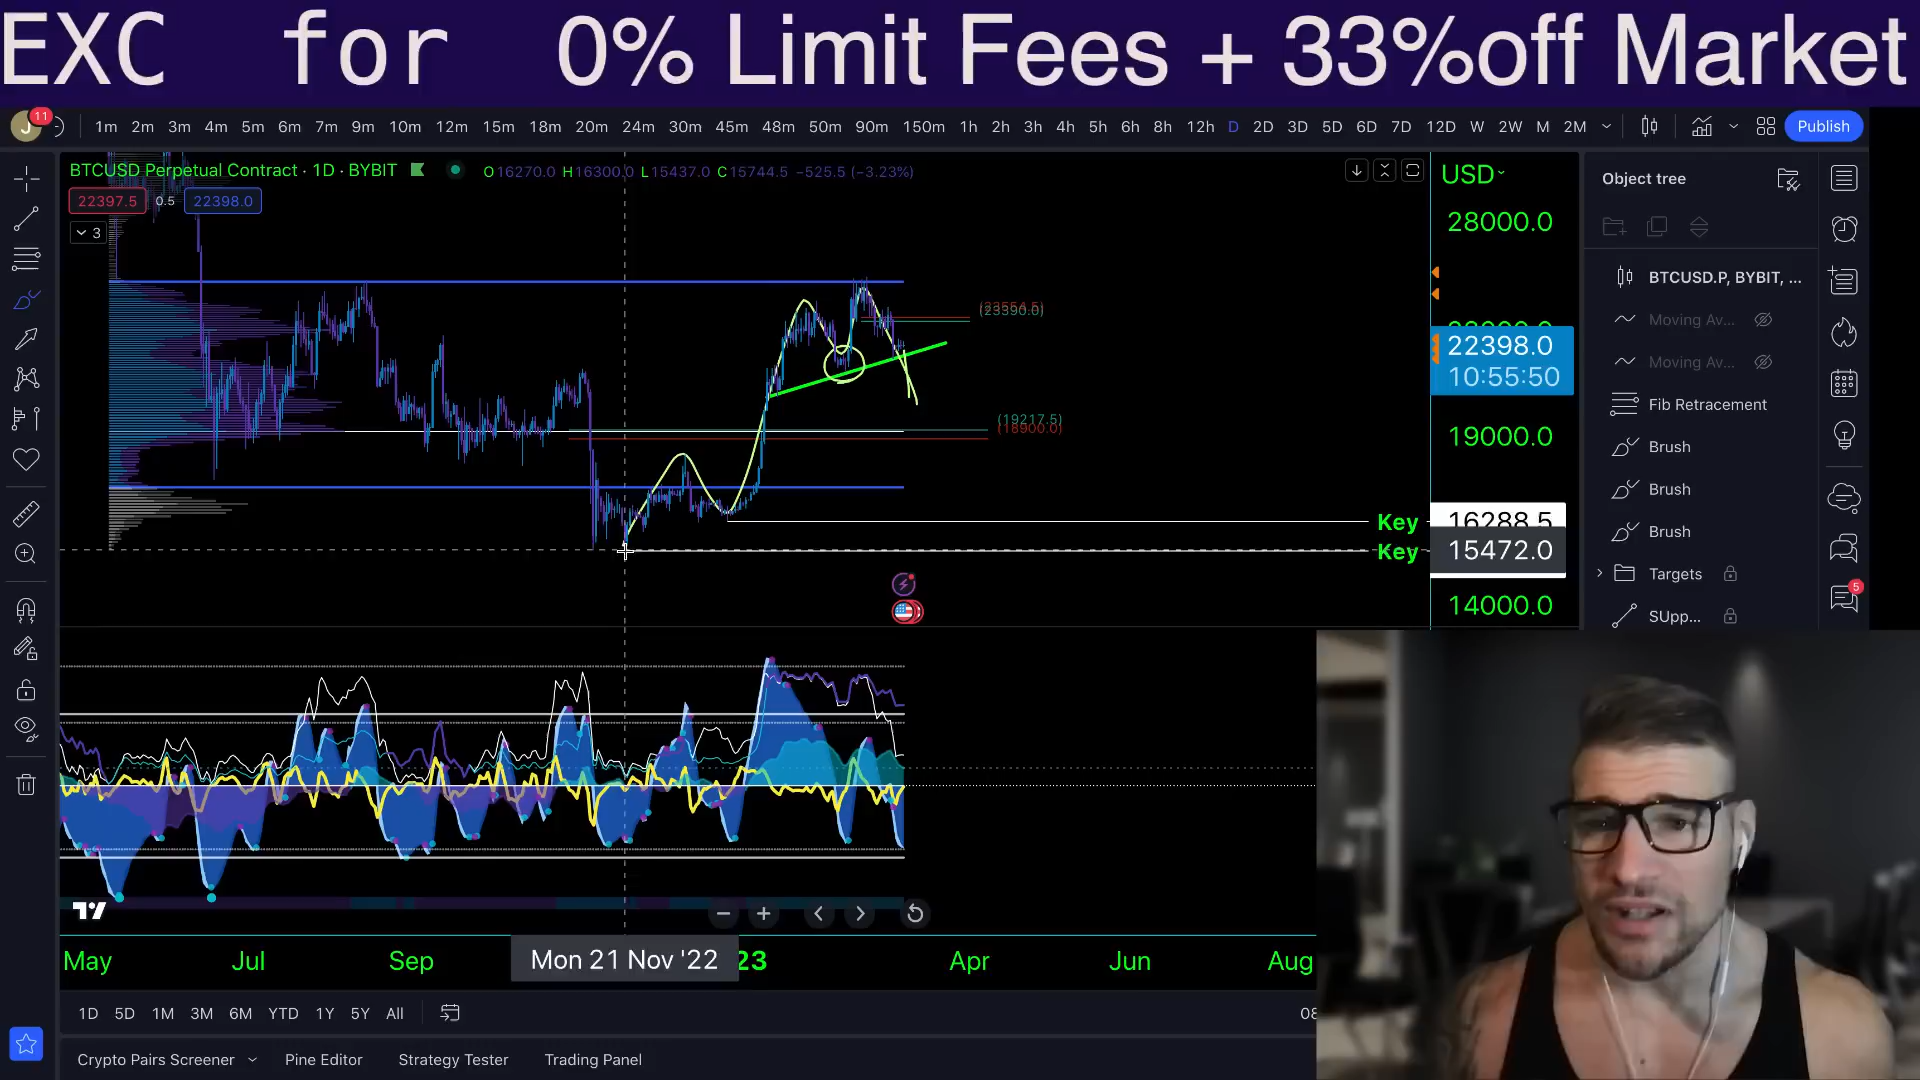 EXC for 0% Limit Fees + 33%off Market
J 11 1m 2m 3m 4m 5m 6m 7m 9m 10m 12m 15m 18m 20m 24m 30m 45m 48m 50m 90m 150m 1h 2h 3h 4h 5h 6h 8h 12h D 2D 3D 5D 6D 7D 12D W 2W M 2M Publish
BTCUSD Perpetual Contract · 1D · BYBIT O16270.0 H16300.0 L15437.0 C15744.5 −525.5 (−3.23%) USD Object tree
22397.5 0.5 22398.0
28000.0
3
BTCUSD.P, BYBIT, ...
(23390.0)
Moving Av...
22398.0
10:55:50
Moving Av...
Fib Retracement
(19217.5)
(18900.0)
19000.0
Brush
Brush
Key 16288.5
Brush
Key 15472.0
Targets
14000.0
5
SUpp...
May Jul Sep Mon 21 Nov '22 23 Apr Jun Aug
1D 5D 1M 3M 6M YTD 1Y 5Y All 08
Crypto Pairs Screener Pine Editor Strategy Tester Trading Panel